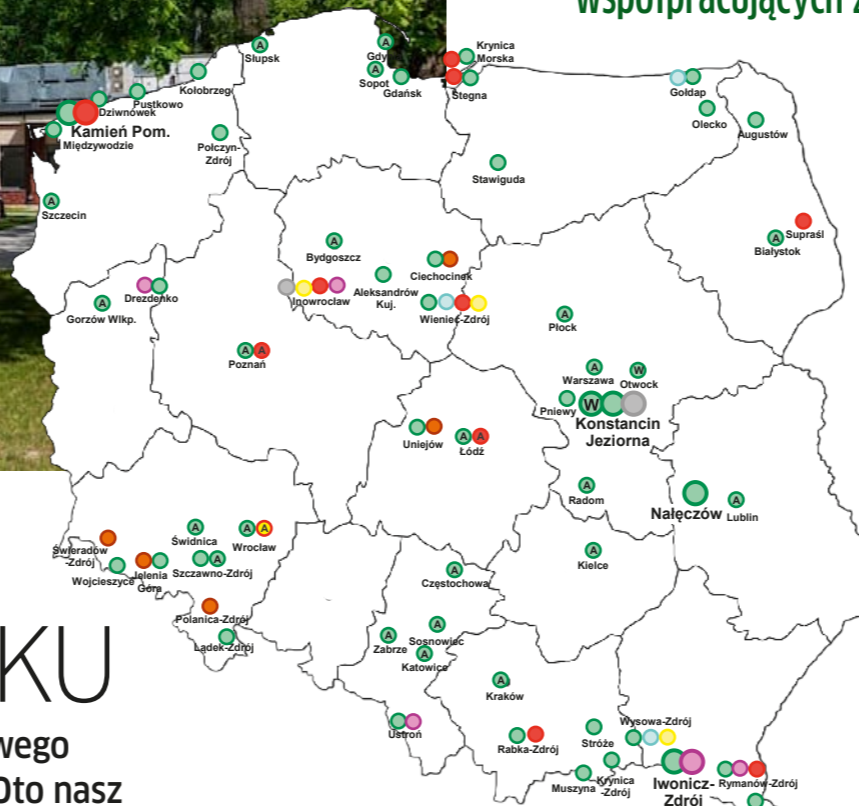 współpracujących z
Słupsk
A
Gdy
A
Sopot
A
Gdańsk
Krynica
Morska
Stegna
Gołdap
Olecko
Augustów
Kołobrzeg
Pustkowo
Dziwnówek
Kamień Pom.
Międzywodzie
Połczyn-
Zdrój
Stawiguda
A
Szczecin
Supraśl
A
Białystok
A
Bydgoszcz
Ciechocinek
Aleksandrów
Kuj.
Inowrocław
Wieniec-Zdrój
Drezdenko
A
Gorzów Wlkp.
A
Płock
A A
Poznań
A
Warszawa
W
Otwock
Pniewy
W
Konstancin
Jeziorna
Uniejów
A A
Łódź
A
Radom
Nałęczów
A
Lublin
A
Świdnica
A A
Wrocław
Świeradów
-Zdrój
Wojcieszyce
Jelenia
Góra
A
Szczawno-Zdrój
A
Kielce
A
Częstochowa
Polanica-Zdrój
Lądek-Zdrój
A
Zabrze
A
Sosnowiec
A
Katowice
KU
A
Kraków
Ustroń
Rabka-Zdrój
Stróże
Wysowa-Zdrój
Muszyna
Krynica
-Zdrój
Iwonicz-
Zdrój
Rymanów-Zdrój
wego
Oto nasz